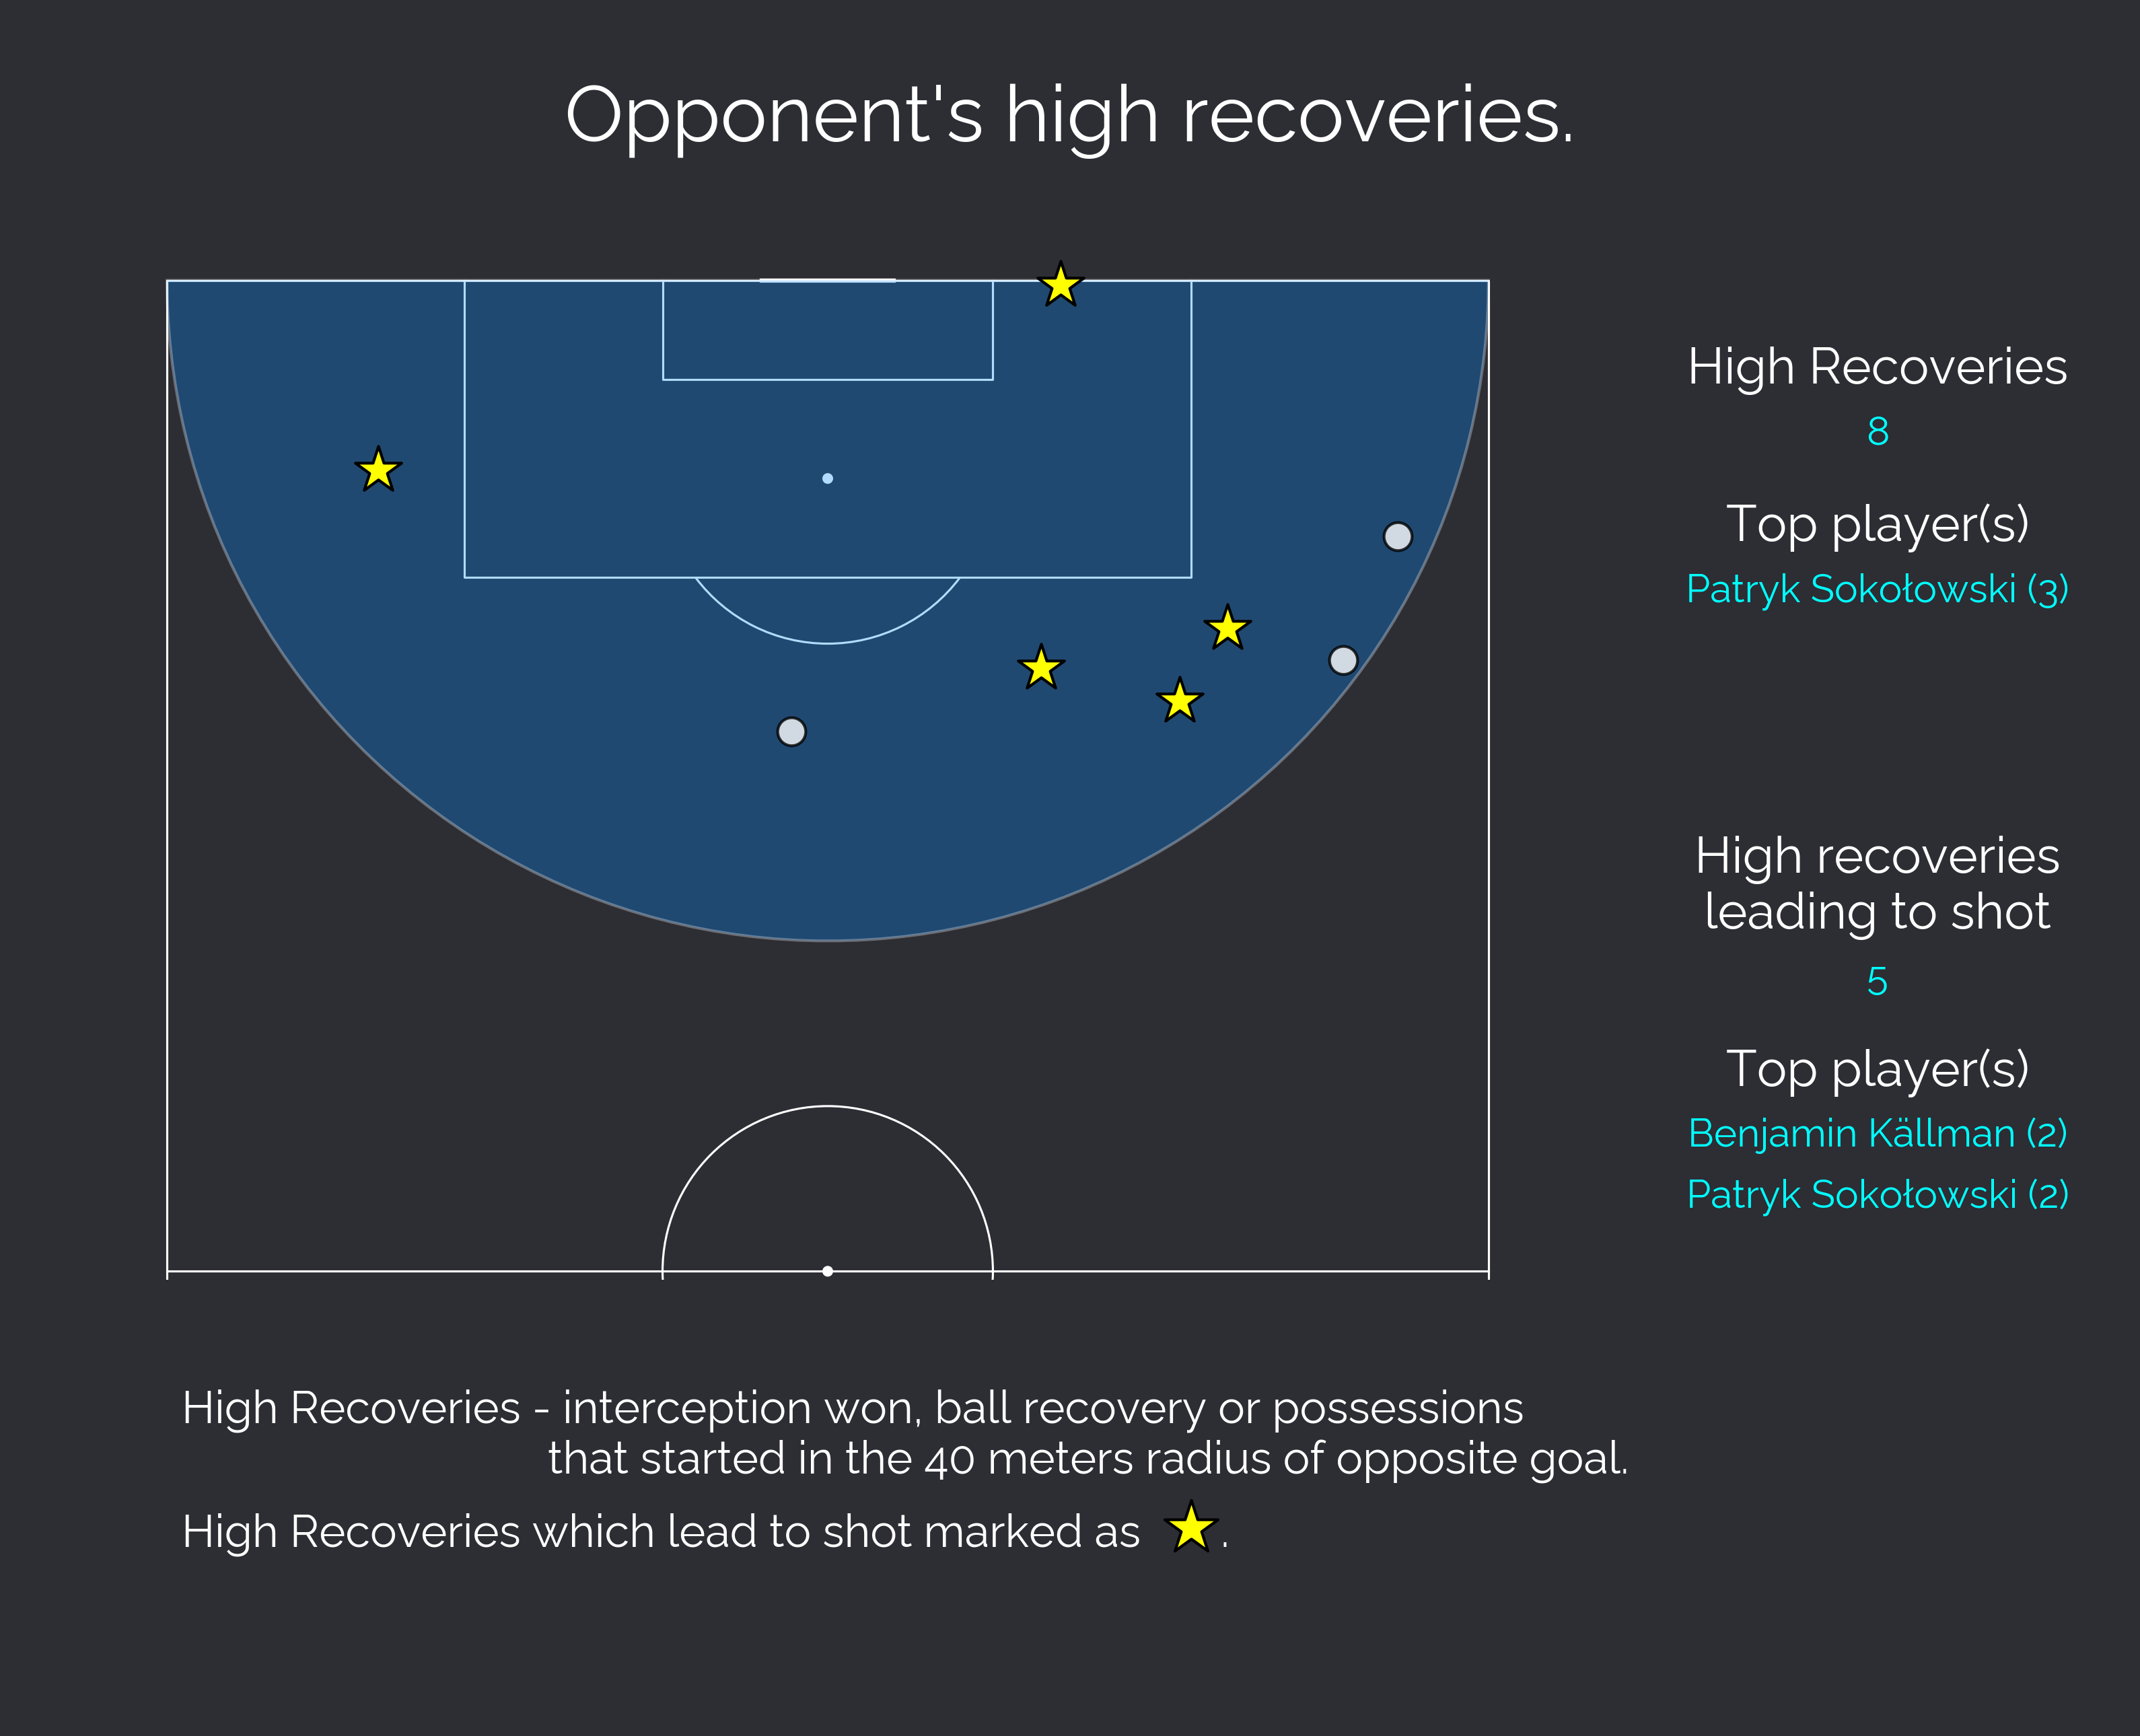 Opponent's high recoveries.
High Recoveries
8
Top player(s)
Patryk Sokołowski (3)
High recoveries
leading to shot
5
Top player(s)
Benjamin Källman (2)
Patryk Sokołowski (2)
High Recoveries - interception won, ball recovery or possessions
that started in the 40 meters radius of opposite goal.
High Recoveries which lead to shot marked as .